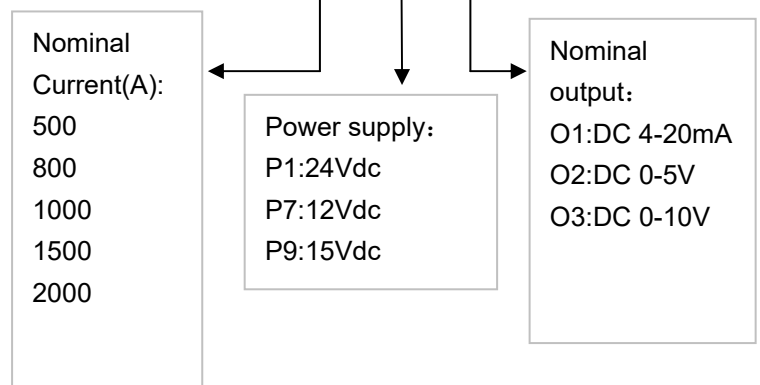 Nominal
Current(A):
500
800
1000
1500
2000
Power supply：
P1:24Vdc
P7:12Vdc
P9:15Vdc
Nominal
output：
O1:DC 4-20mA
O2:DC 0-5V
O3:DC 0-10V